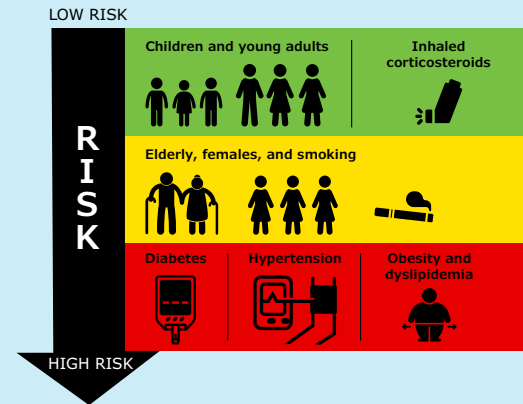 LOW RISK
Children and young adults
Inhaled
corticosteroids
RISK
Elderly, females, and smoking
Diabetes
Hypertension
Obesity and
dyslipidemia
HIGH RISK